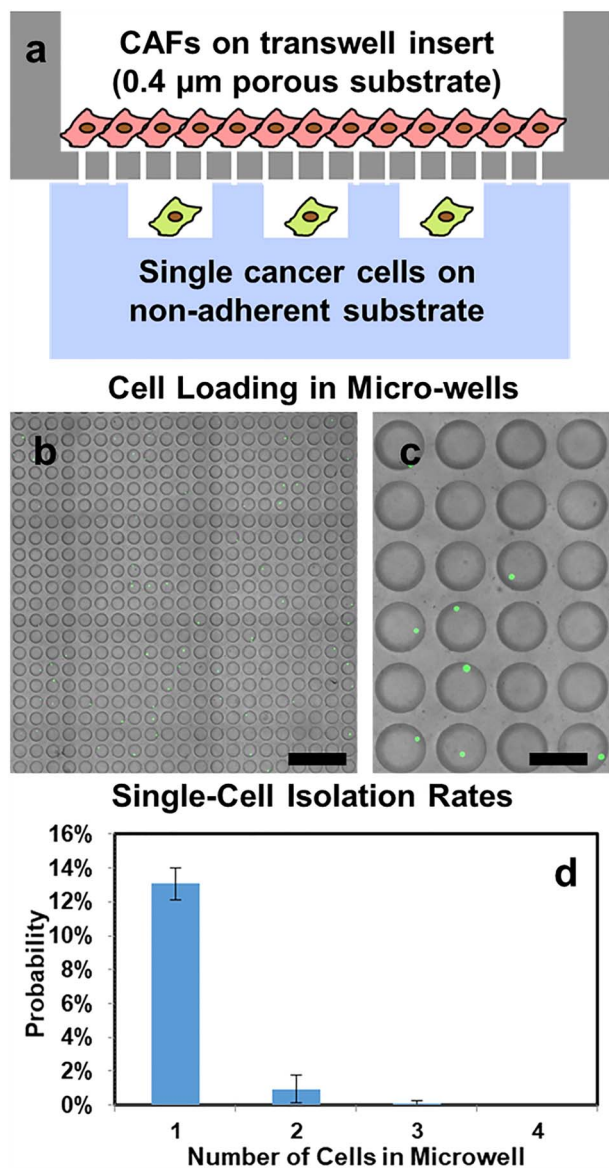 a
CAFs on transwell insert
(0.4 µm porous substrate)
Single cancer cells on
non-adherent substrate
Cell Loading in Micro-wells
b
c
Single-Cell Isolation Rates
d
Probability
16%
14%
12%
10%
8%
6%
4%
2%
0%
1 2 3 4
Number of Cells in Microwell